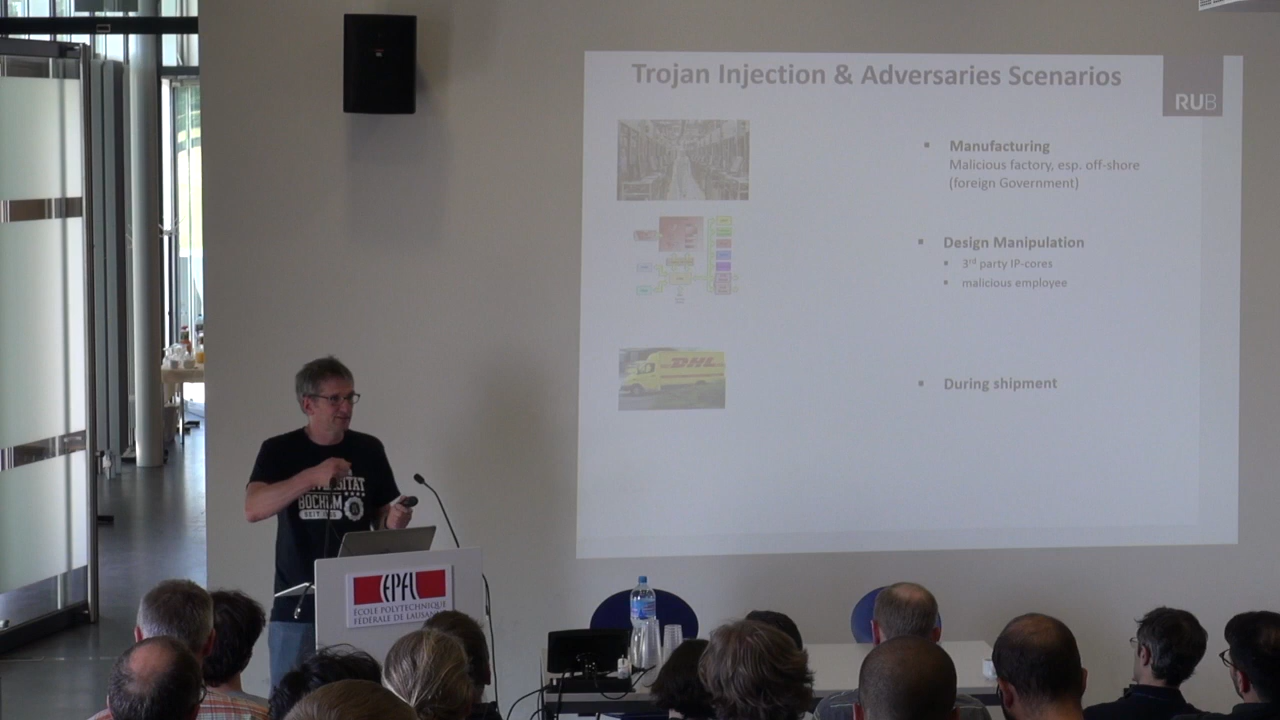 Trojan Injection & Adversaries Scenarios
RUB
Manufacturing
Malicious factory, esp. off-shore
(foreign Government)
Design Manipulation
3rd party IP-cores
malicious employee
DHL
During shipment
BOCHUM
SEIT
EPFL
ÉCOLE POLYTECHNIQUE
FÉDÉRALE DE LAUSANNE